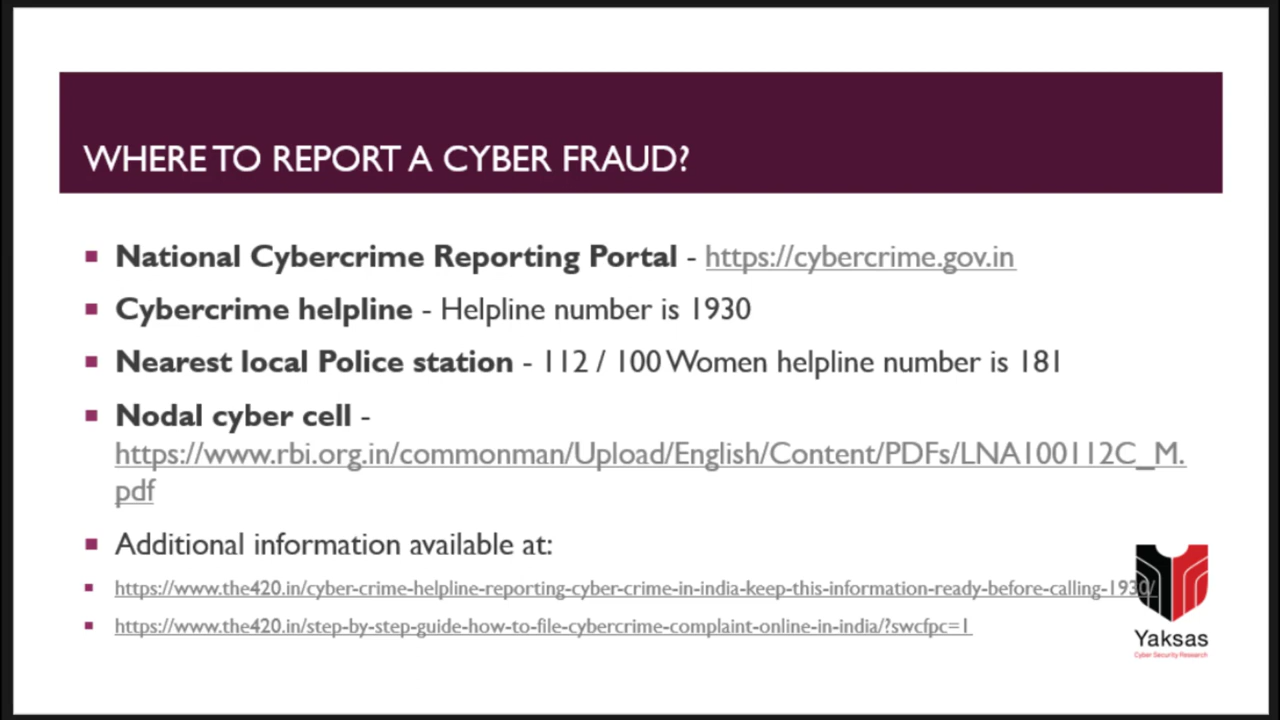 WHERE TO REPORT A CYBER FRAUD?
National Cybercrime Reporting Portal - https://cybercrime.gov.in
Cybercrime helpline - Helpline number is 1930
Nearest local Police station - 112 / 100 Women helpline number is 181
Nodal cyber cell -
https://www.rbi.org.in/commonman/Upload/English/Content/PDFs/LNA100112C_M.
pdf
Additional information available at:
https://www.the420.in/cyber-crime-helpline-reporting-cyber-crime-in-india-keep-this-information-ready-before-calling-1930/
https://www.the420.in/step-by-step-guide-how-to-file-cybercrime-complaint-online-in-india/?swcfpc=1
Yaksas
Cyber Security Research